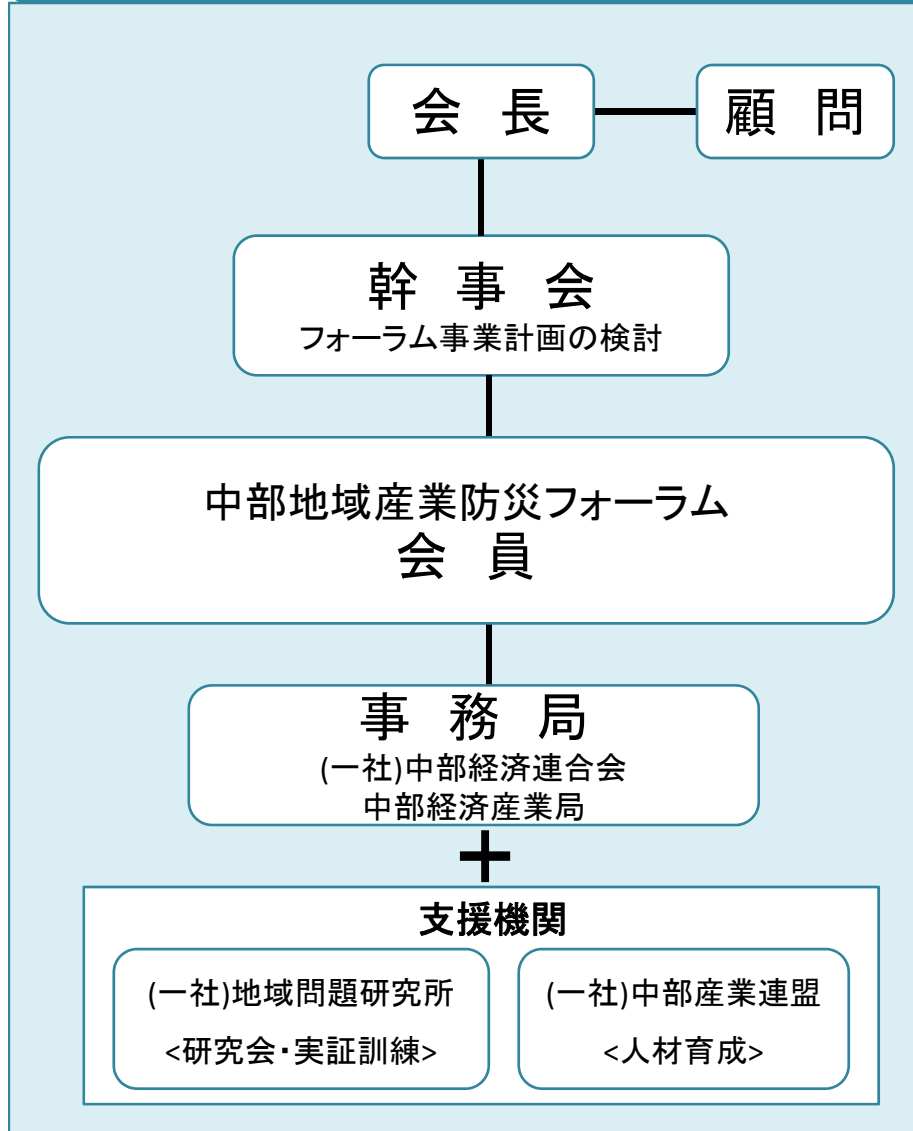 会 長
顧 問
幹 事 会
フォーラム事業計画の検討
中部地域産業防災フォーラム
会 員
事 務 局
(一社)中部経済連合会
中部経済産業局
+
支援機関
(一社)地域問題研究所
<研究会・実証訓練>
(一社)中部産業連盟
<人材育成>